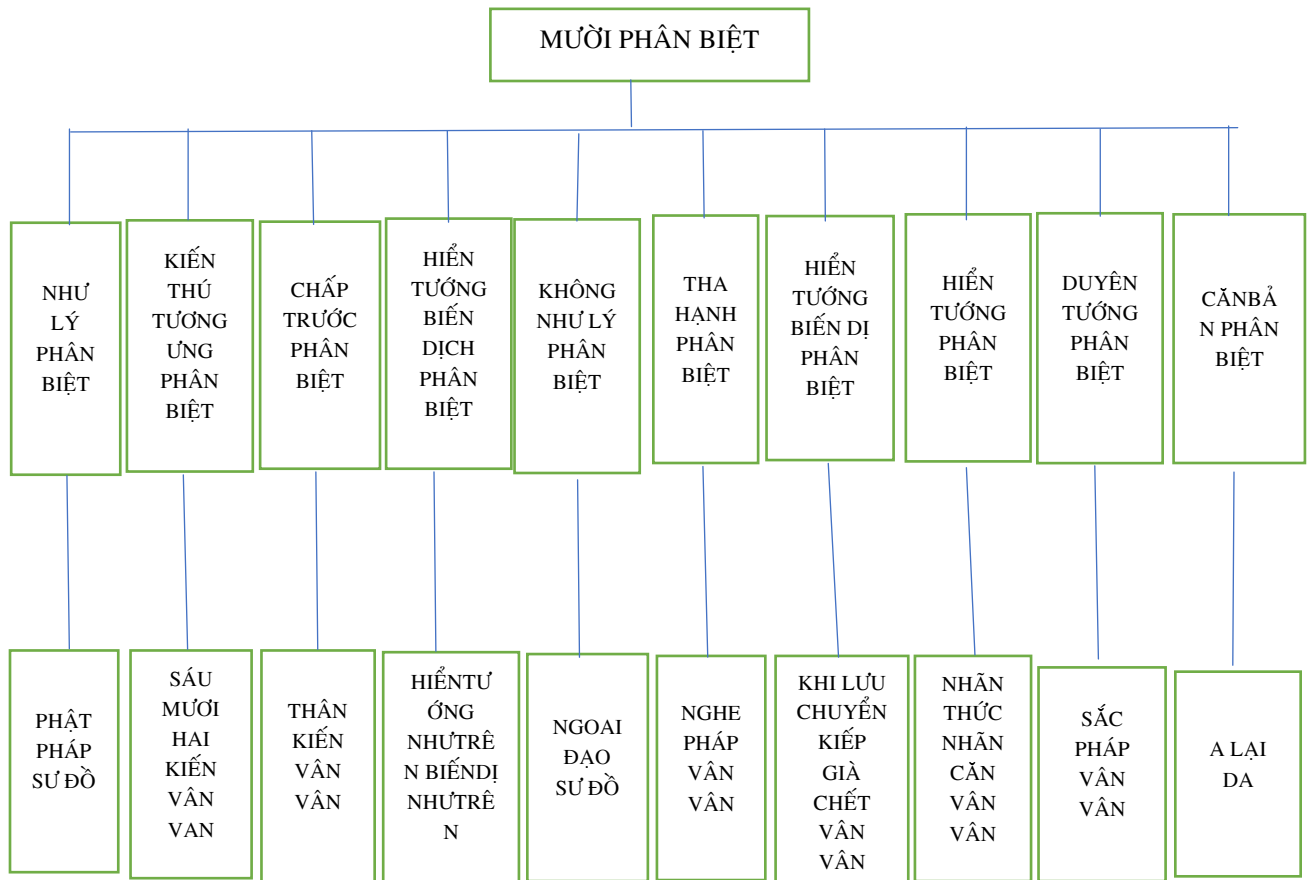 MƯỜI PHÂN BIỆT
NHƯ
LÝ
PHÂN
BIỆT
KIẾN
THÚ
TƯƠNG
ƯNG
PHÂN
BIỆT
CHẤP
TRƯỚC
PHÂN
BIỆT
HIỂN
TƯỚNG
BIẾN
DỊCH
PHÂN
BIỆT
KHÔNG
NHƯ LÝ
PHÂN
BIỆT
THA
HẠNH
PHÂN
BIỆT
HIỂN
TƯỚNG
BIẾN DỊ
PHÂN
BIỆT
HIỂN
TƯỚNG
PHÂN
BIỆT
DUYÊN
TƯỚNG
PHÂN
BIỆT
CĂNBẢ
N PHÂN
BIỆT
PHẬT
PHÁP
SƯ ĐỒ
SÁU
MƯƠI
HAI
KIẾN
VÂN
VAN
THÂN
KIẾN
VÂN
VÂN
HIỂNTƯ
ỚNG
NHƯTRÊ
N BIẾNDỊ
NHƯTRÊ
N
NGOAI
ĐẠO
SƯ ĐỒ
NGHE
PHÁP
VÂN
VÂN
KHI LƯU
CHUYỂN
KIẾP
GIÀ
CHẾT
VÂN
VÂN
NHÃN
THỨC
NHÃN
CĂN
VÂN
VÂN
SẮC
PHÁP
VÂN
VÂN
A LẠI
DA